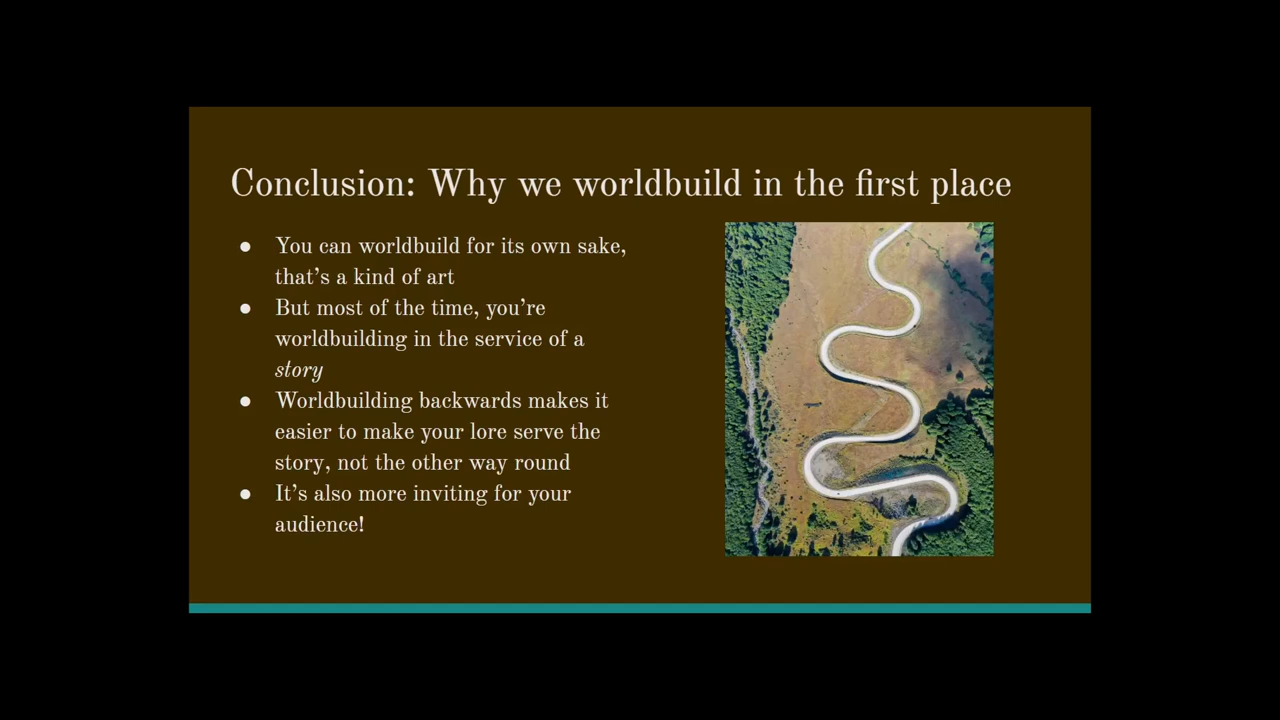 Conclusion: Why we worldbuild in the first place
● You can worldbuild for its own sake,
that’s a kind of art
● But most of the time, you’re
worldbuilding in the service of a
story
● Worldbuilding backwards makes it
easier to make your lore serve the
story, not the other way round
● It’s also more inviting for your
audience!